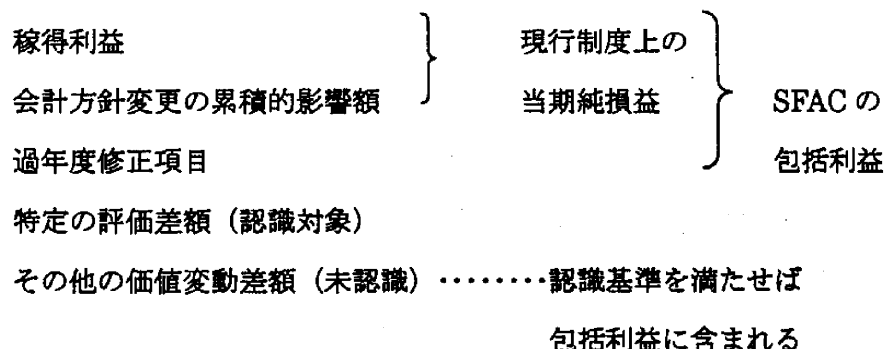 稼得利益 現行制度上の
会計方針変更の累積的影響額 当期純損益 SFACの
過年度修正項目 包括利益
特定の評価差額（認識対象）
その他の価値変動差額（未認識）‥‥‥‥認識基準を満たせば
包括利益に含まれる